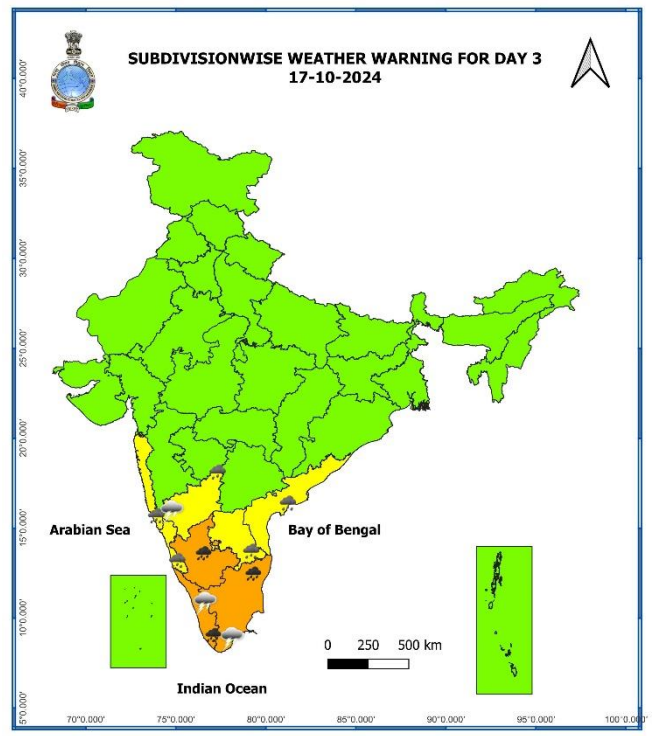 SUBDIVISIONWISE WEATHER WARNING FOR DAY 3
17-10-2024
40°0.000'
35°0.000'
30°0.000'
25°0.000'
20°0.000'
15°0.000'
10°0.000'
5°0.000'
Arabian Sea
Bay of Bengal
0 250 500 km
Indian Ocean
70°0.000' 75°0.000' 80°0.000' 85°0.000' 90°0.000' 95°0.000' 100°0.000'